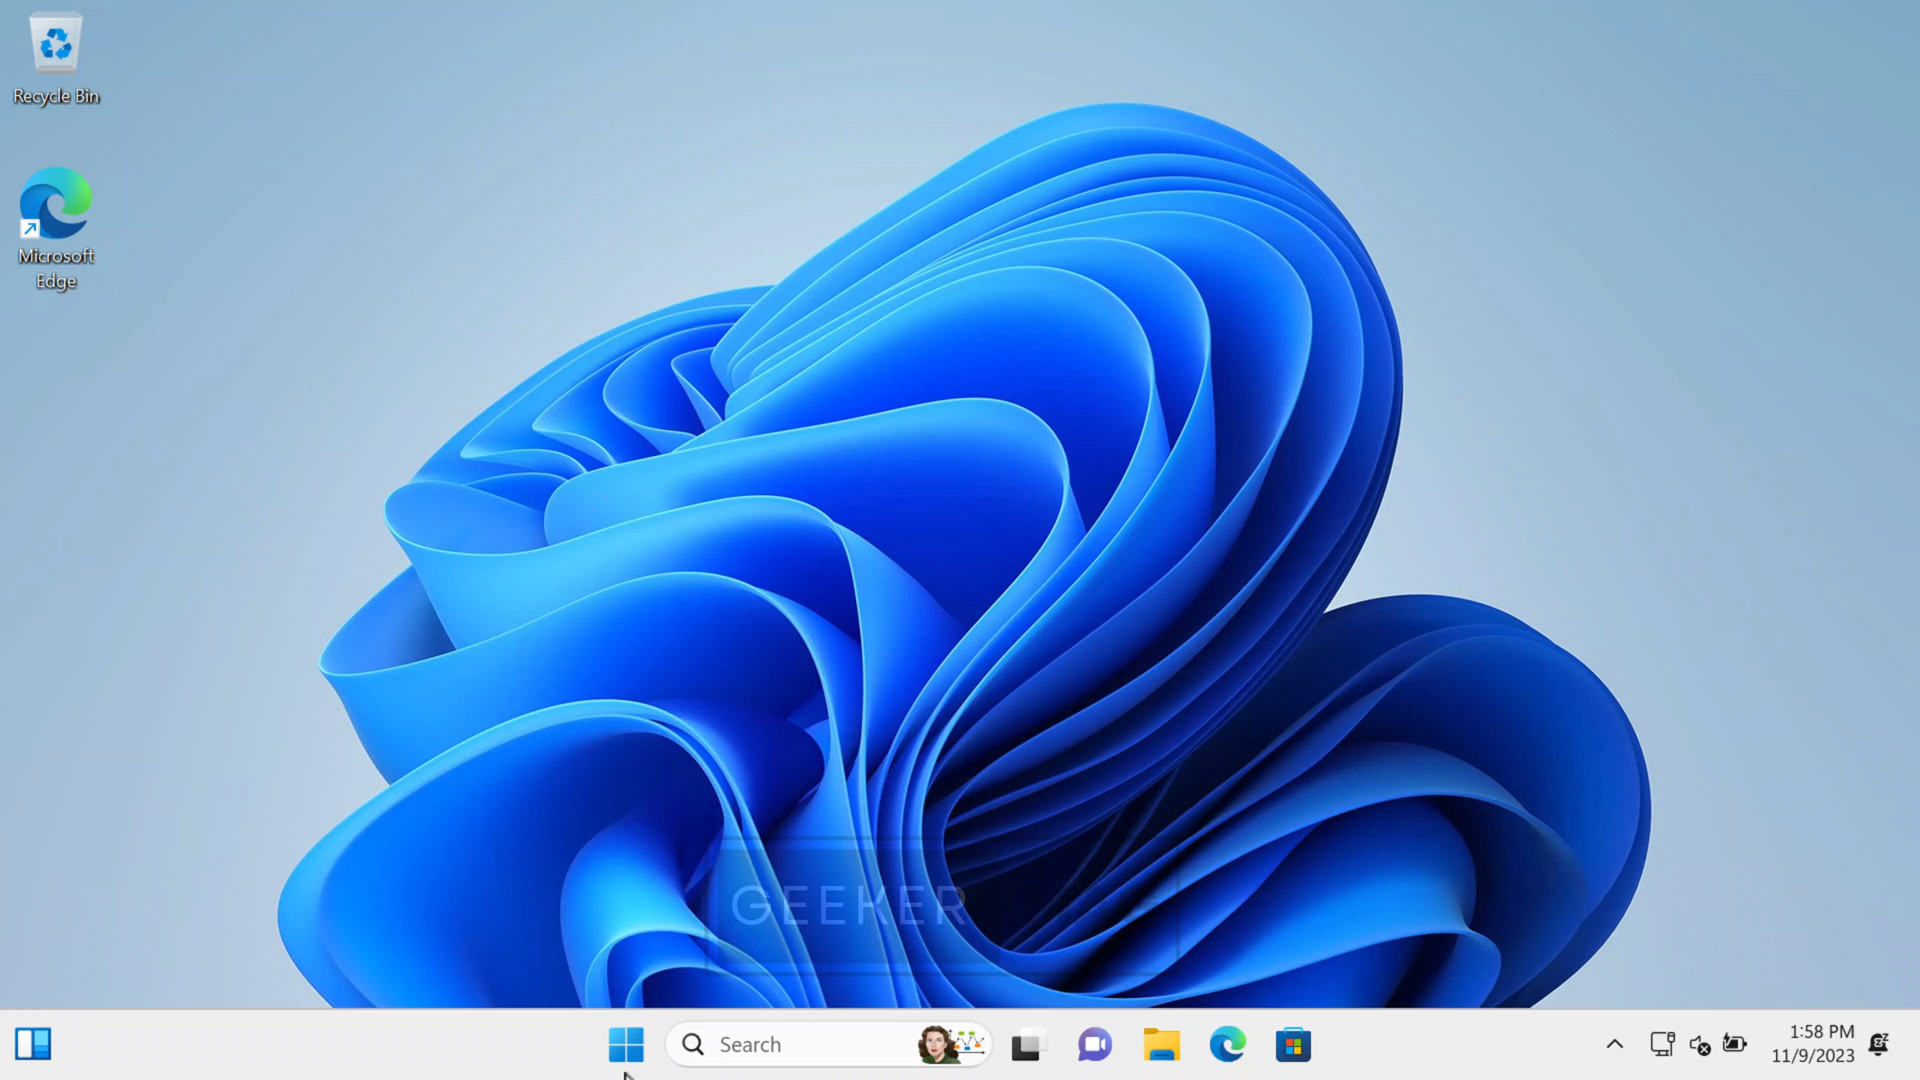 Recycle Bin
Microsoft
Edge
GEEKER
Search
1:58 PM
11/9/2023